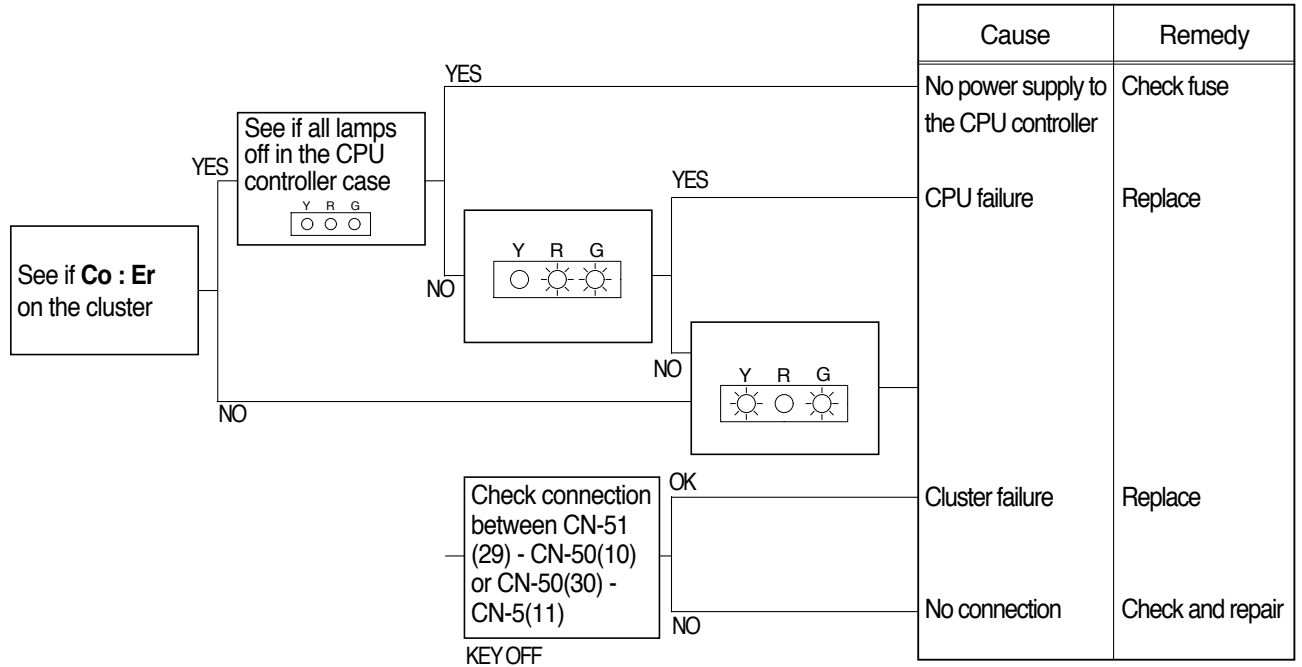 Cause
Remedy
YES
No power supply to
the CPU controller
Check fuse
See if all lamps
off in the CPU
controller case
Y R G
YES
YES
CPU failure
Replace
Y R G
NO
See if Co : Er
on the cluster
NO
Y R G
NO
Check connection
between CN-51
(29) - CN-50(10)
or CN-50(30) -
CN-5(11)
OK
Cluster failure
Replace
NO
No connection
Check and repair
KEY OFF